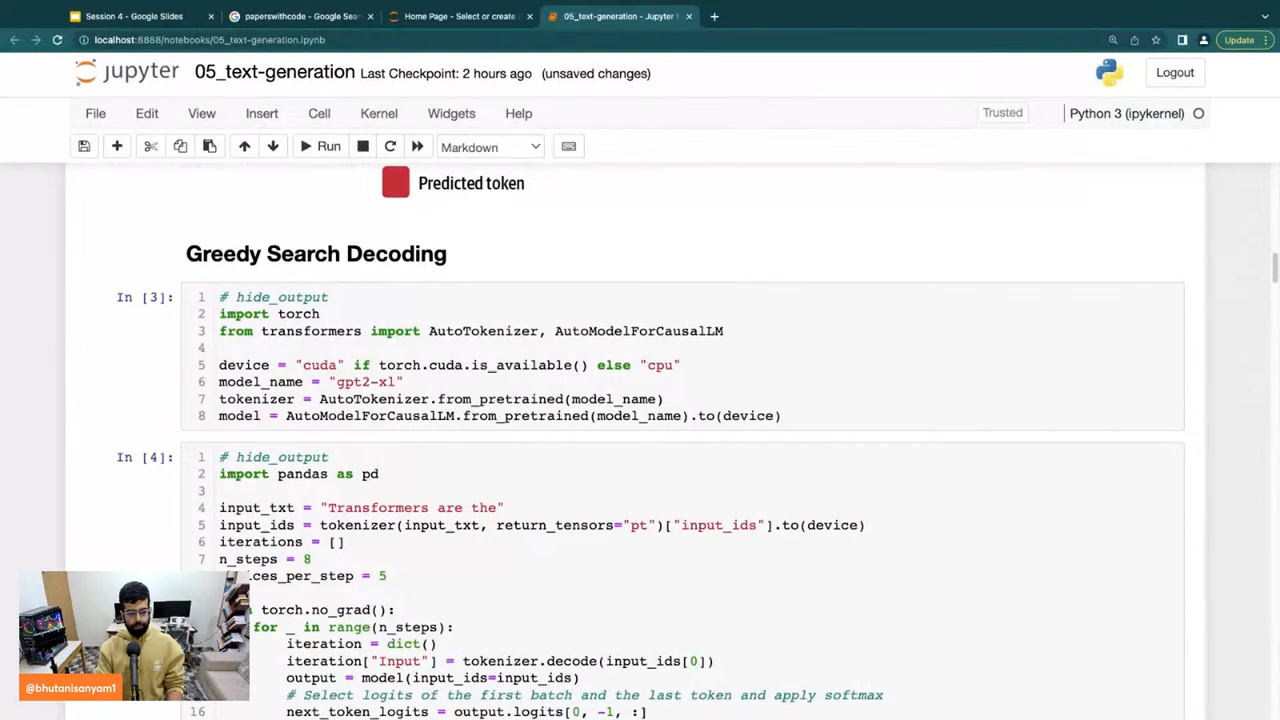 Session 4 - Google Slides
paperswithcode - Google Sear
Home Page - Select or create
05_text-generation - Jupyter
localhost:8888/notebooks/05_text-generation.ipynb
Update
jupyter 05_text-generation Last Checkpoint: 2 hours ago (unsaved changes)
Logout
File Edit View Insert Cell Kernel Widgets Help
Trusted
Python 3 (ipykernel)
Run
Markdown
Predicted token
Greedy Search Decoding
In [3]:
1 # hide_output
2 import torch
3 from transformers import AutoTokenizer, AutoModelForCausalLM
4
5 device = "cuda" if torch.cuda.is_available() else "cpu"
6 model_name = "gpt2-xl"
7 tokenizer = AutoTokenizer.from_pretrained(model_name)
8 model = AutoModelForCausalLM.from_pretrained(model_name).to(device)
In [4]:
1 # hide_output
2 import pandas as pd
3
4 input_txt = "Transformers are the"
5 input_ids = tokenizer(input_txt, return_tensors="pt")["input_ids"].to(device)
6 iterations = []
7 n_steps = 8
ices_per_step = 5
torch.no_grad():
for _ in range(n_steps):
iteration = dict()
iteration["Input"] = tokenizer.decode(input_ids[0])
output = model(input_ids=input_ids)
# Select logits of the first batch and the last token and apply softmax
16 next_token_logits = output.logits[0, -1, :]
@bhutanisanyam1